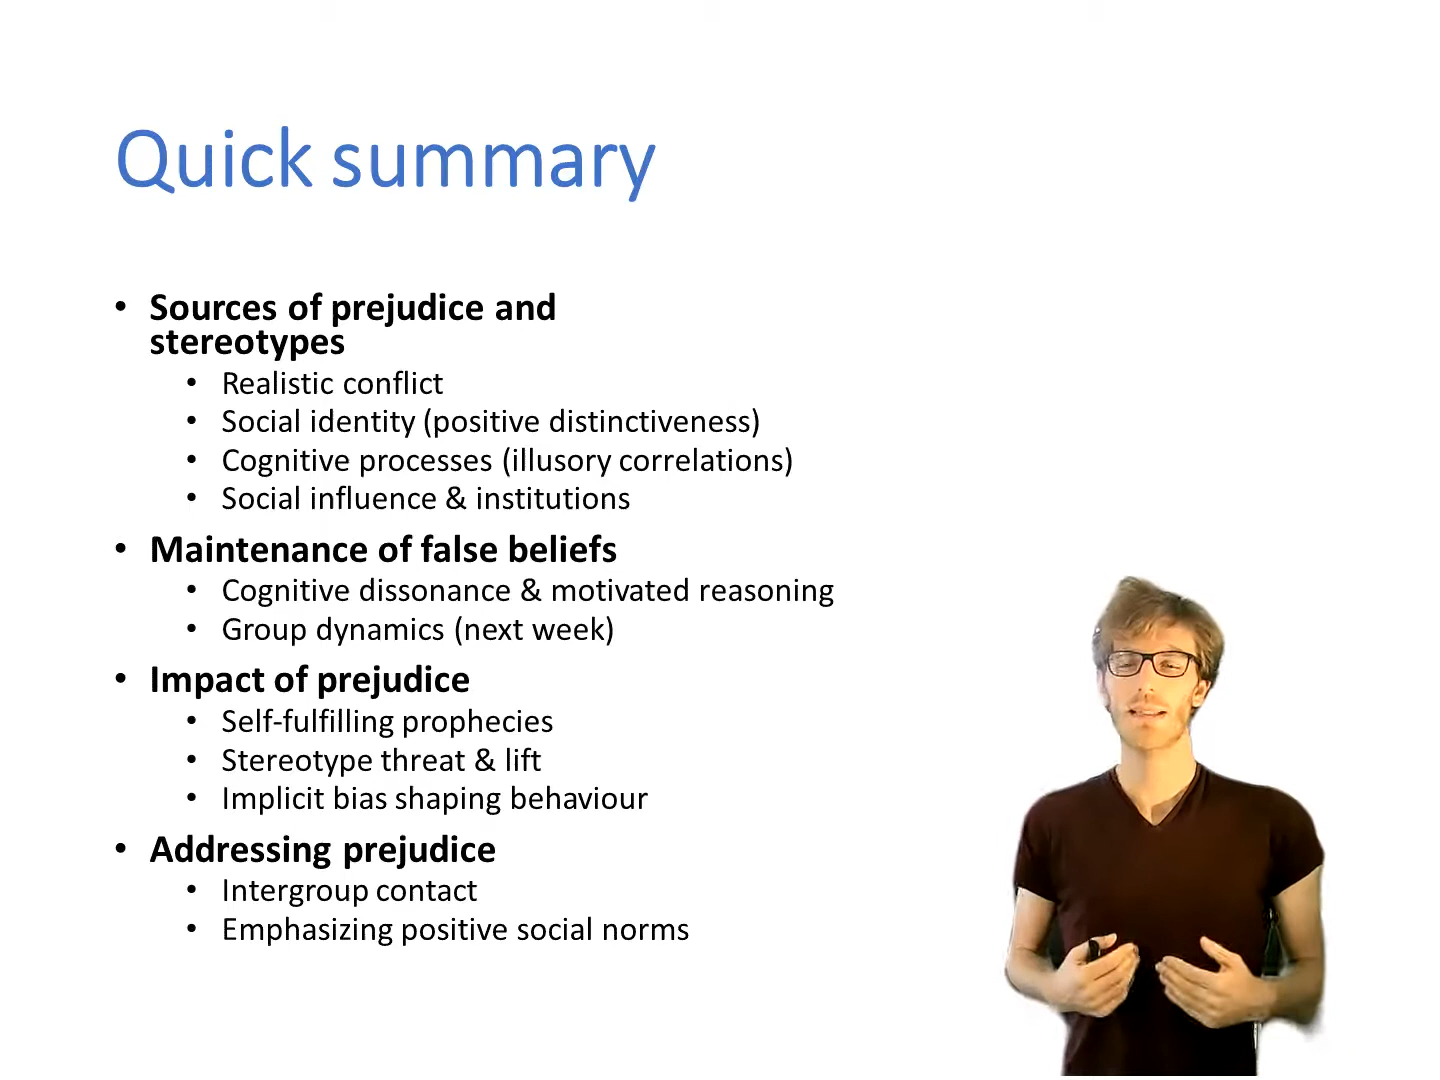 Quick summary
• Sources of prejudice and
stereotypes
• Realistic conflict
• Social identity (positive distinctiveness)
• Cognitive processes (illusory correlations)
• Social influence & institutions
• Maintenance of false beliefs
• Cognitive dissonance & motivated reasoning
• Group dynamics (next week)
• Impact of prejudice
• Self-fulfilling prophecies
• Stereotype threat & lift
• Implicit bias shaping behaviour
• Addressing prejudice
• Intergroup contact
• Emphasizing positive social norms